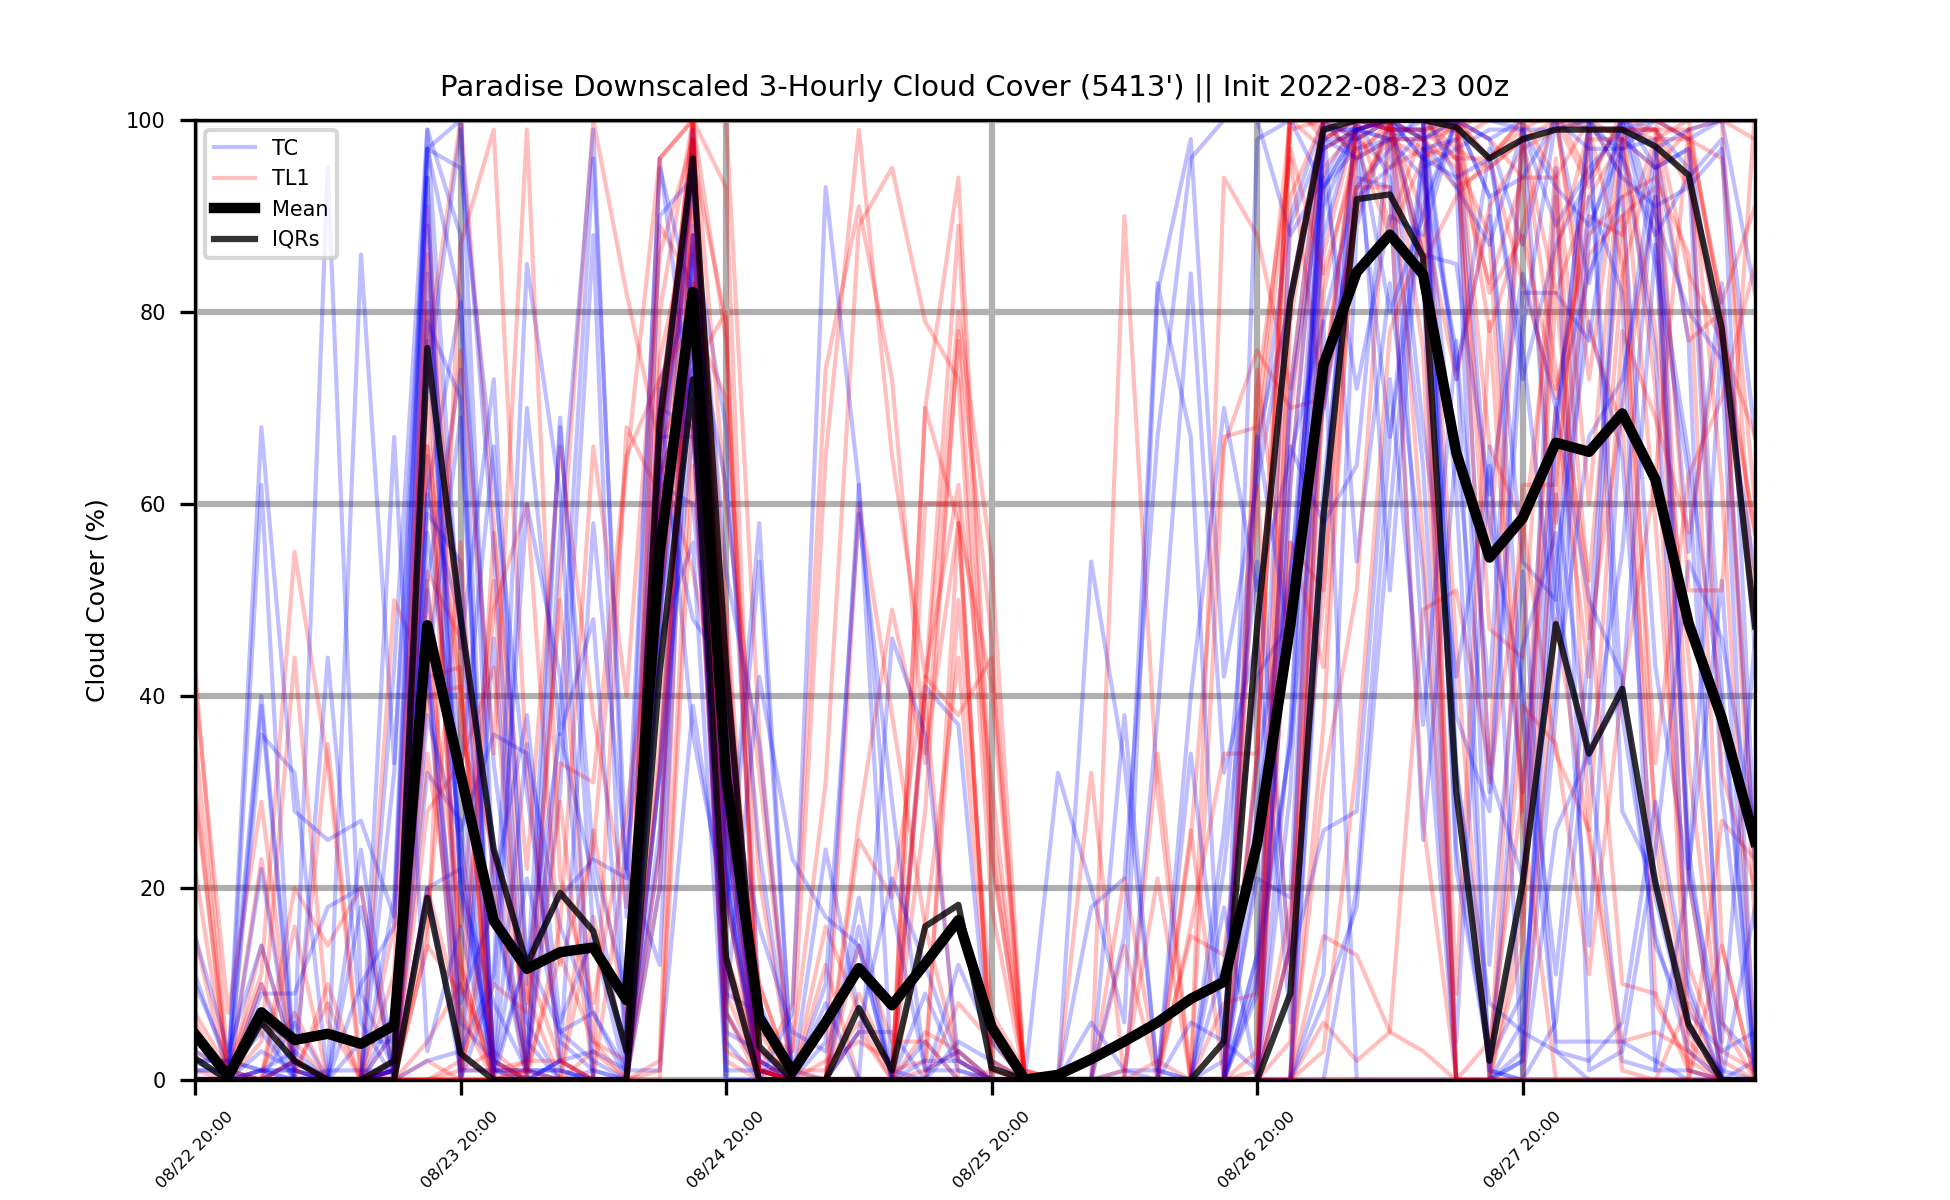 Paradise Downscaled 3-Hourly Cloud Cover (5413') || Init 2022-08-23 00z
100
80
60
40
20
0
Cloud Cover (%)
TC
TL1
Mean
IQRs
08/22 20:00
08/23 20:00
08/24 20:00
08/25 20:00
08/26 20:00
08/27 20:00